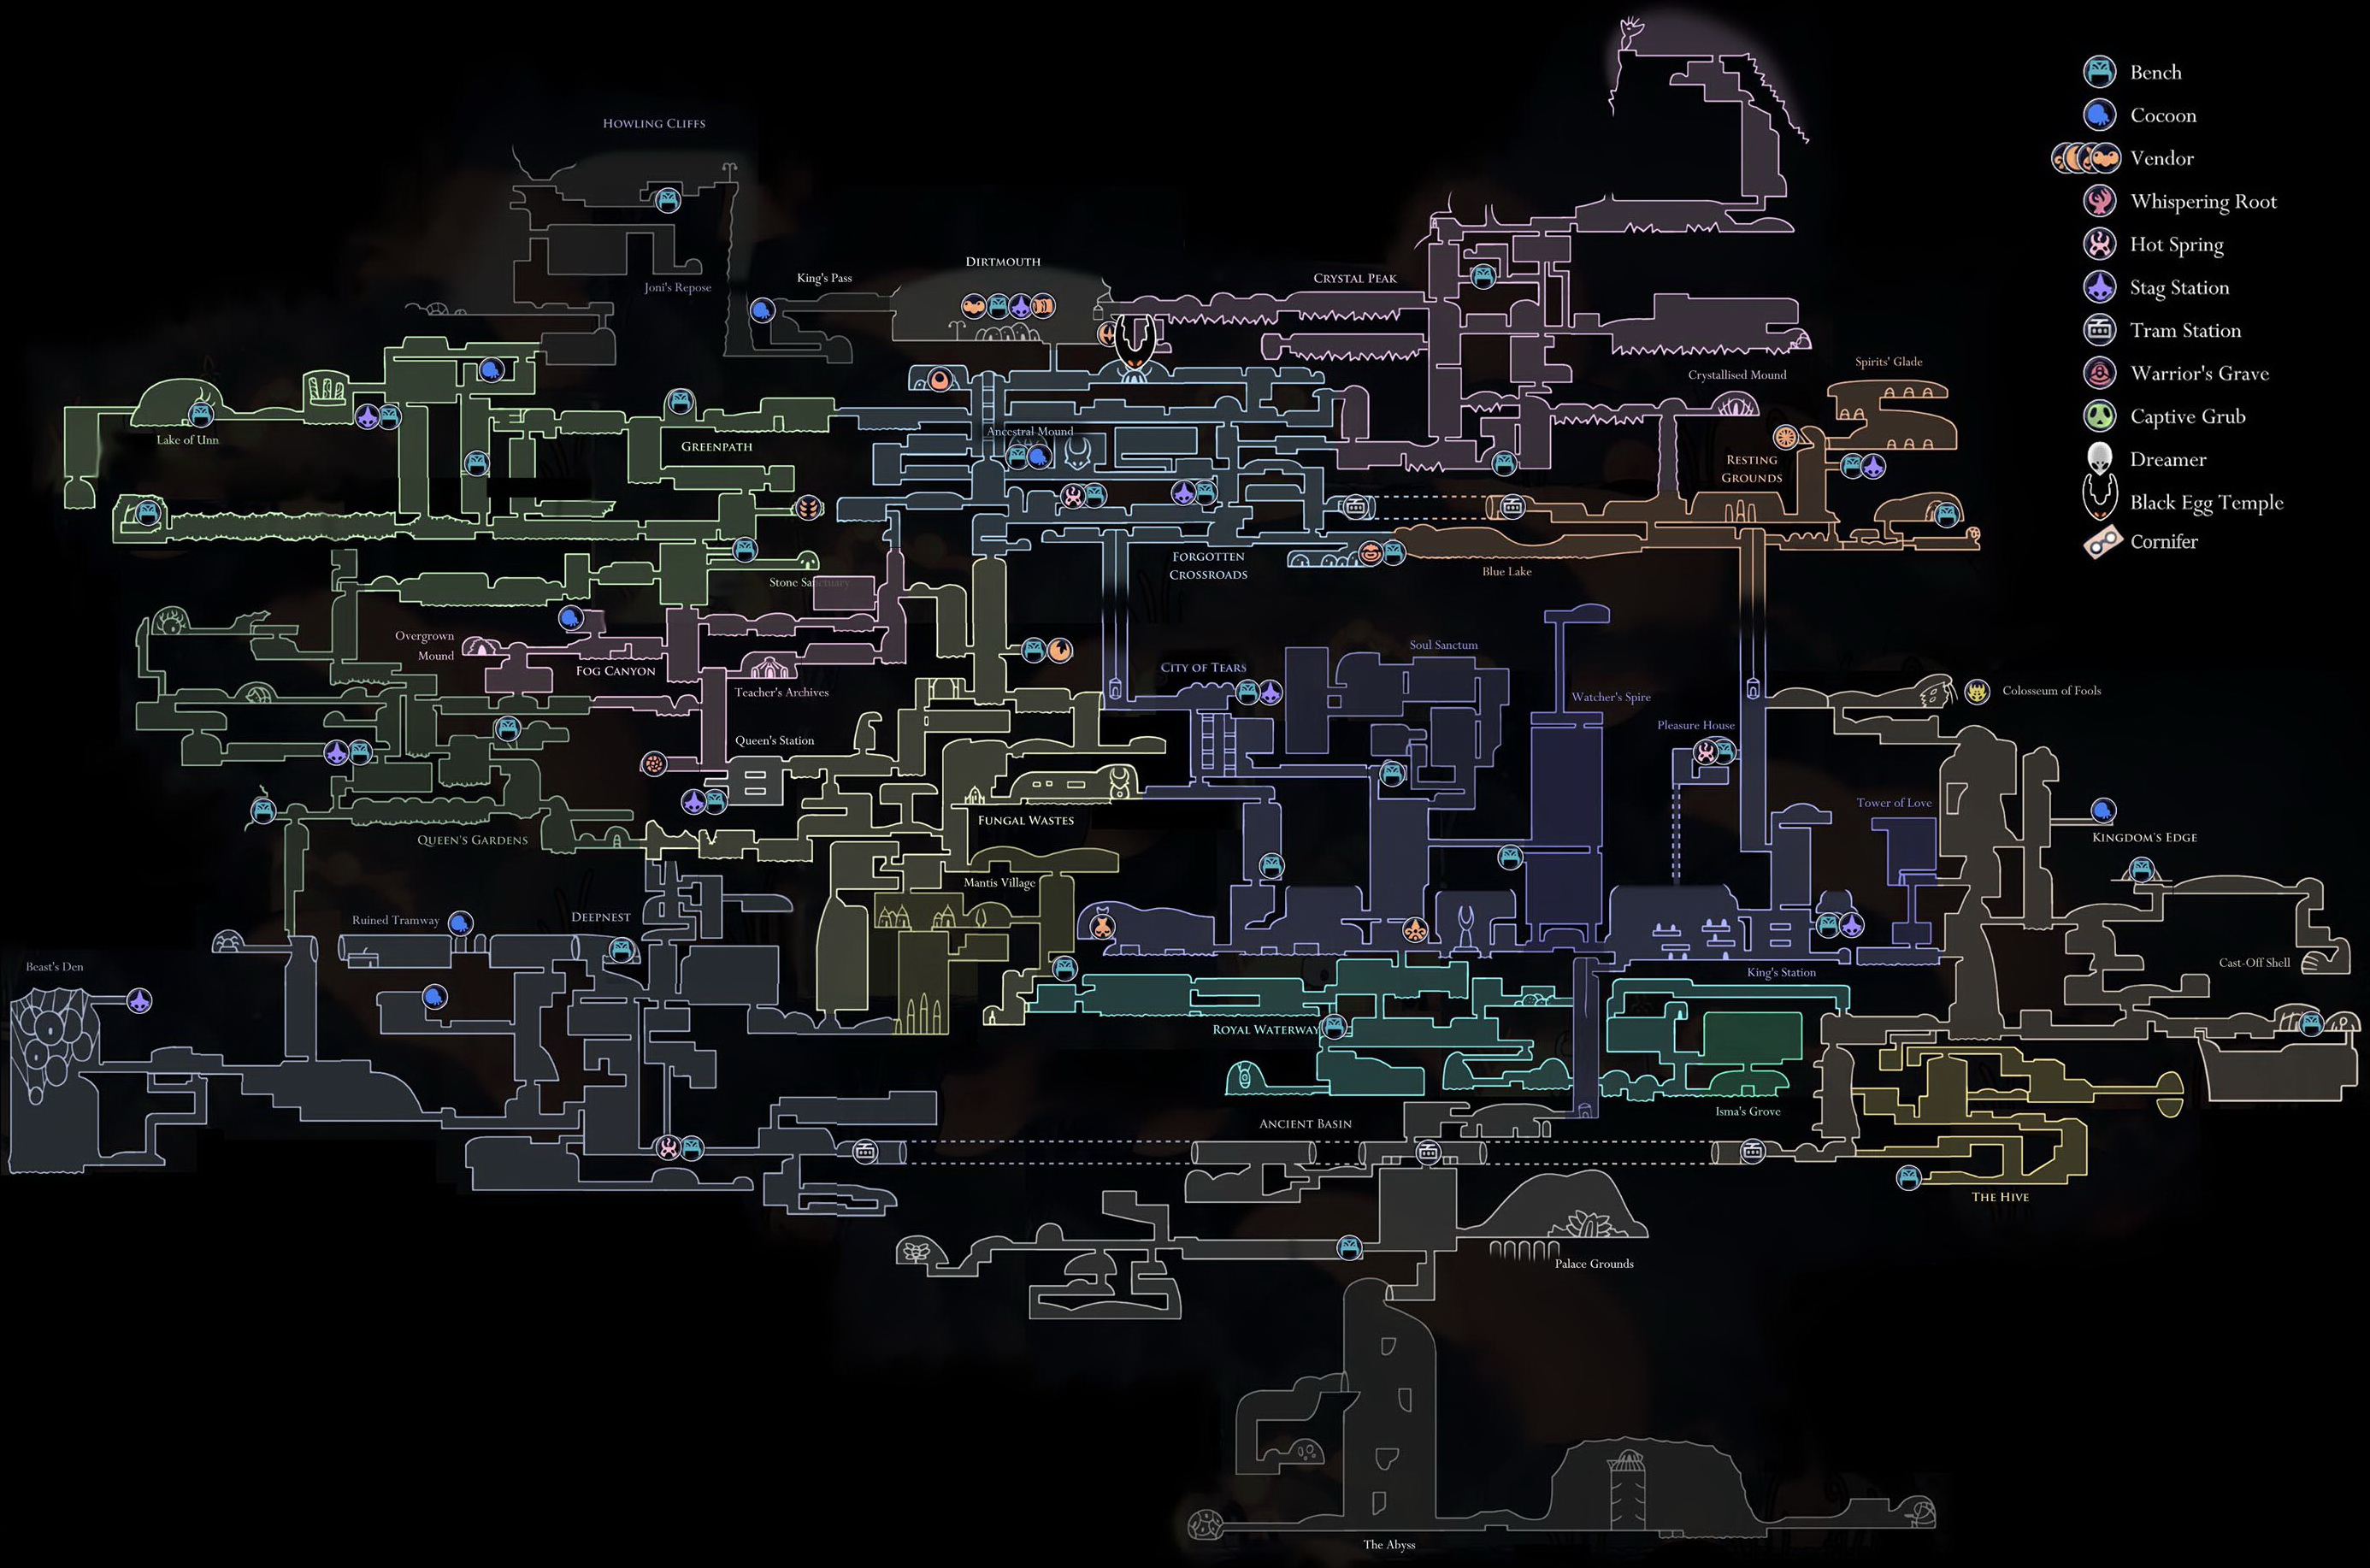 Bench
Cocoon
Vendor
Whispering Root
Hot Spring
Stag Station
Tram Station
Warrior's Grave
Captive Grub
Dreamer
Black Egg Temple
Cornifer
Howling Cliffs
Joni's Repose
King's Pass
Dirtmouth
Crystal Peak
Crystallised Mound
Spirits' Glade
Lake of Unn
Greenpath
Ancestral Mound
Resting
Grounds
Forgotten
Crossroads
Blue Lake
Stone Sanctuary
Overgrown
Mound
Fog Canyon
Teacher's Archives
City of Tears
Soul Sanctum
Watcher's Spire
Pleasure House
Colosseum of Fools
Queen's Station
Queen's Gardens
Fungal Wastes
Tower of Love
Kingdom's Edge
Mantis Village
Ruined Tramway
Deepnest
Beast's Den
King's Station
Cast-Off Shell
Royal Waterway
Isma's Grove
Ancient Basin
The Hive
Palace Grounds
The Abyss